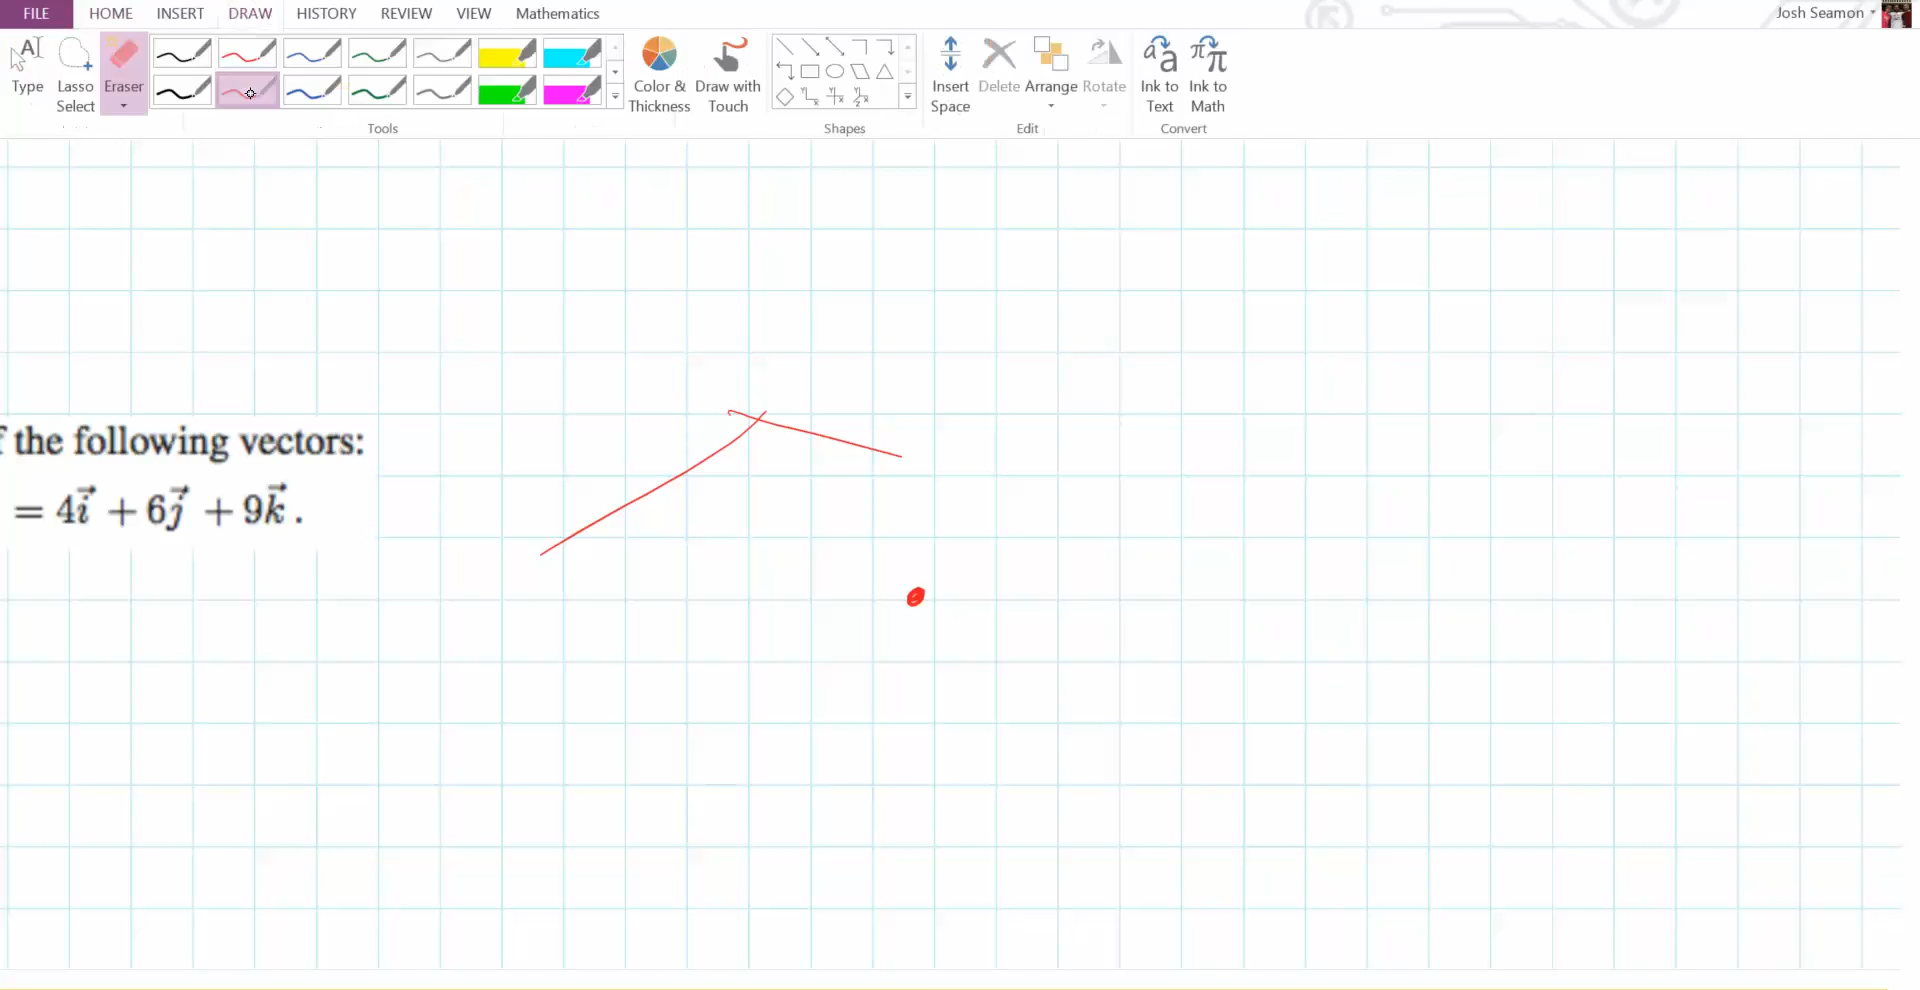 FILE HOME INSERT DRAW HISTORY REVIEW VIEW Mathematics Josh Seamon
Type Lasso Select Eraser Color & Thickness Draw with Touch Insert Space Delete Arrange Rotate Ink to Text Ink to Math
Tools Shapes Edit Convert
f the following vectors:
= 4i⃗ + 6j⃗ + 9k⃗ .